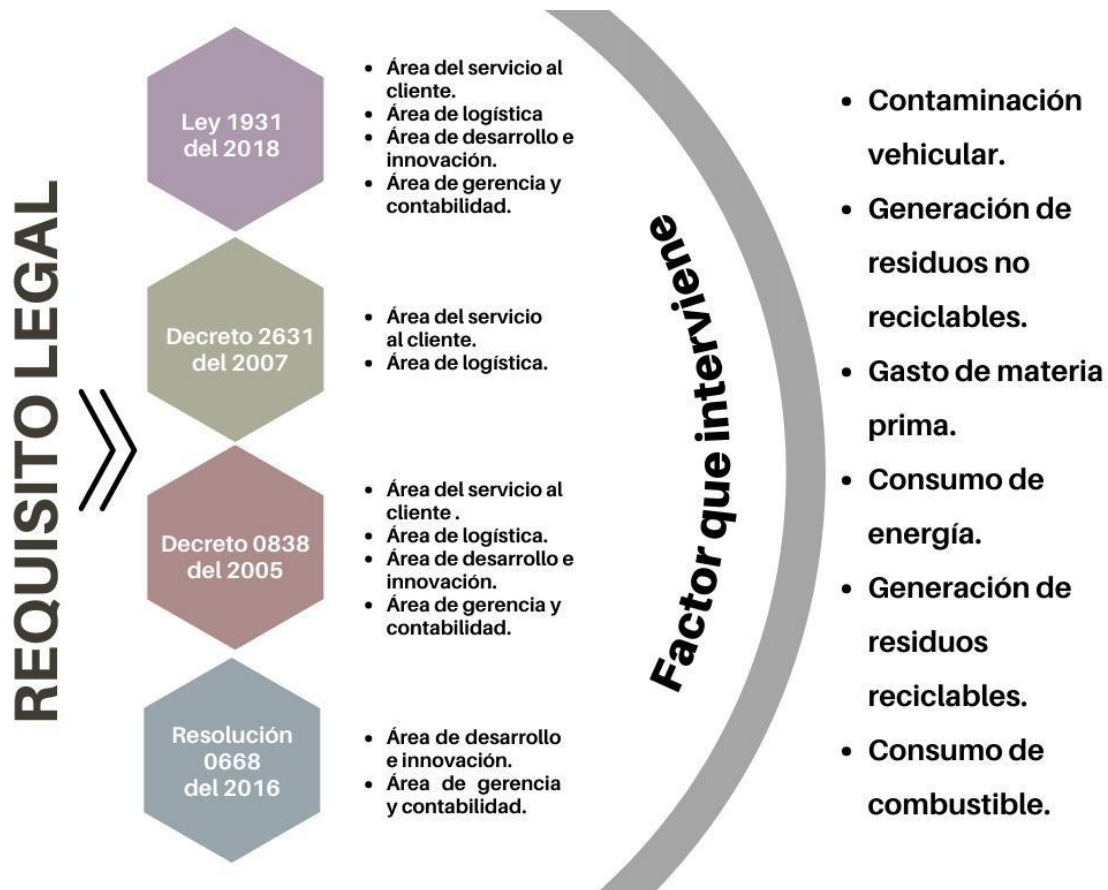 REQUISITO LEGAL
Ley 1931
del 2018
• Área del servicio al
cliente.
• Área de logística
• Área de desarrollo e
innovación.
• Área de gerencia y
contabilidad.
Decreto 2631
del 2007
• Área del servicio
al cliente.
• Área de logística.
Decreto 0838
del 2005
• Área del servicio al
cliente .
• Área de logística.
• Área de desarrollo e
innovación.
• Área de gerencia y
contabilidad.
Resolución
0668
del 2016
• Área de desarrollo
e innovación.
• Área de gerencia
y contabilidad.
Factor que interviene
• Contaminación
vehicular.
• Generación de
residuos no
reciclables.
• Gasto de materia
prima.
• Consumo de
energía.
• Generación de
residuos
reciclables.
• Consumo de
combustible.